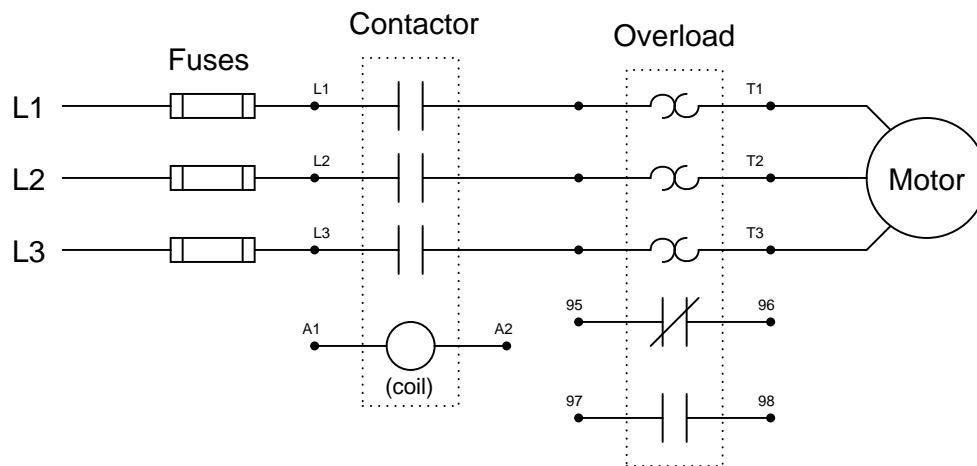 Contactor
Overload
Fuses
L1
L1
T1
L2
L2
T2
Motor
L3
L3
T3
95
96
A1
A2
(coil)
97
98